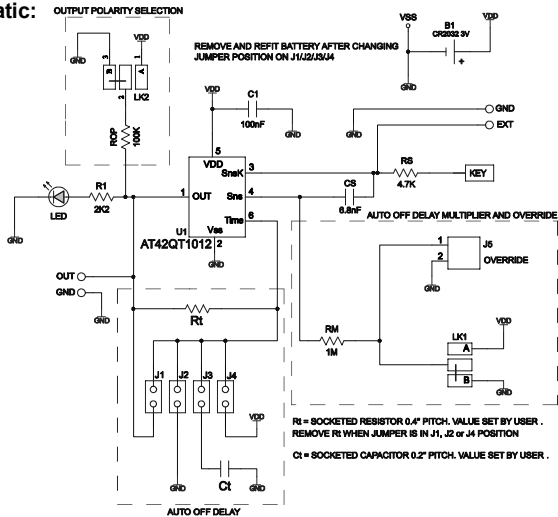 atic:
OUTPUT POLARITY SELECTION
VDD
GND
3
B
2
1
A
LK2
ROP
100K
REMOVE AND REFIT BATTERY AFTER CHANGING
JUMPER POSITION ON J1/J2/J3/J4
VSS
GND
B1
CR2032 3V
+
VDD
VDD
C1
100nF
GND
GND
GND
EXT
5
VDD
SnsK
3
OUT
1
Sns
4
Time
6
Vss
2
U1
AT42QT1012
GND
RS
4.7K
KEY
CS
6.8nF
LED
R1
2K2
GND
OUT
GND
GND
AUTO OFF DELAY MULTIPLIER AND OVERRIDE
1
2
J5
OVERRIDE
GND
RM
1M
LK1
A
B
VDD
GND
Rt
J1
J2
J3
J4
VDD
GND
Ct
GND
AUTO OFF DELAY
Rt = SOCKETED RESISTOR 0.4" PITCH. VALUE SET BY USER .
REMOVE Rt WHEN JUMPER IS IN J1, J2 or J4 POSITION
Ct = SOCKETED CAPACITOR 0.2" PITCH. VALUE SET BY USER .